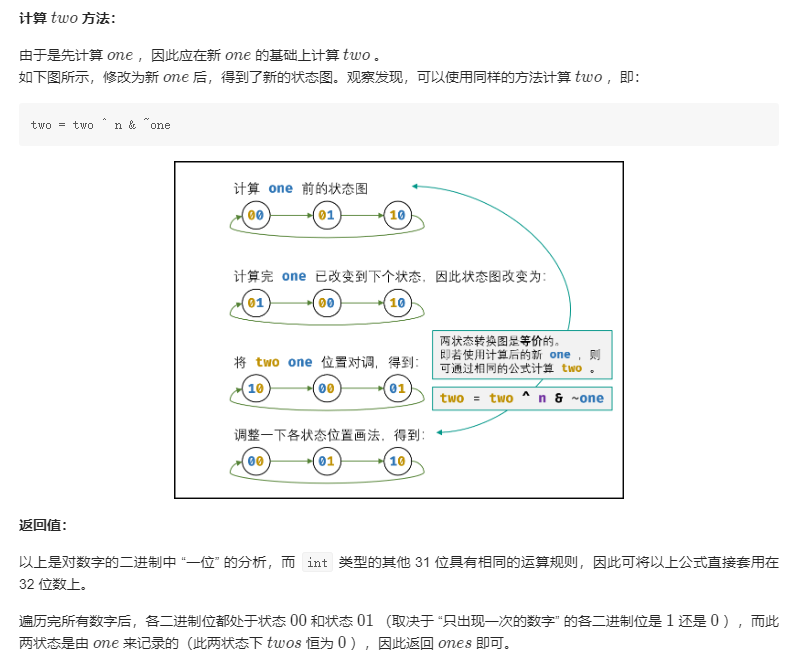 计算 two 方法：
由于是先计算 one ，因此应在新 one 的基础上计算 two 。
如下图所示，修改为新 one 后，得到了新的状态图。观察发现，可以使用同样的方法计算 two ，即：
two = two ^ n & ~one
计算 one 前的状态图
00 01 10
计算完 one 已改变到下个状态，因此状态图改变为：
01 00 10
两状态转换图是等价的。
即若使用计算后的新 one ，则
可通过相同的公式计算 two 。
将 two one 位置对调，得到：
10 00 01
two = two ^ n & ~one
调整一下各状态位置画法，得到：
00 01 10
返回值：
以上是对数字的二进制中 “一位” 的分析，而 int 类型的其他 31 位具有相同的运算规则，因此可将以上公式直接套用在
32 位数上。
遍历完所有数字后，各二进制位都处于状态 00 和状态 01 （取决于 “只出现一次的数字” 的各二进制位是 1 还是 0 ），而此
两状态是由 one 来记录的（此两状态下 twos 恒为 0 ），因此返回 ones 即可。